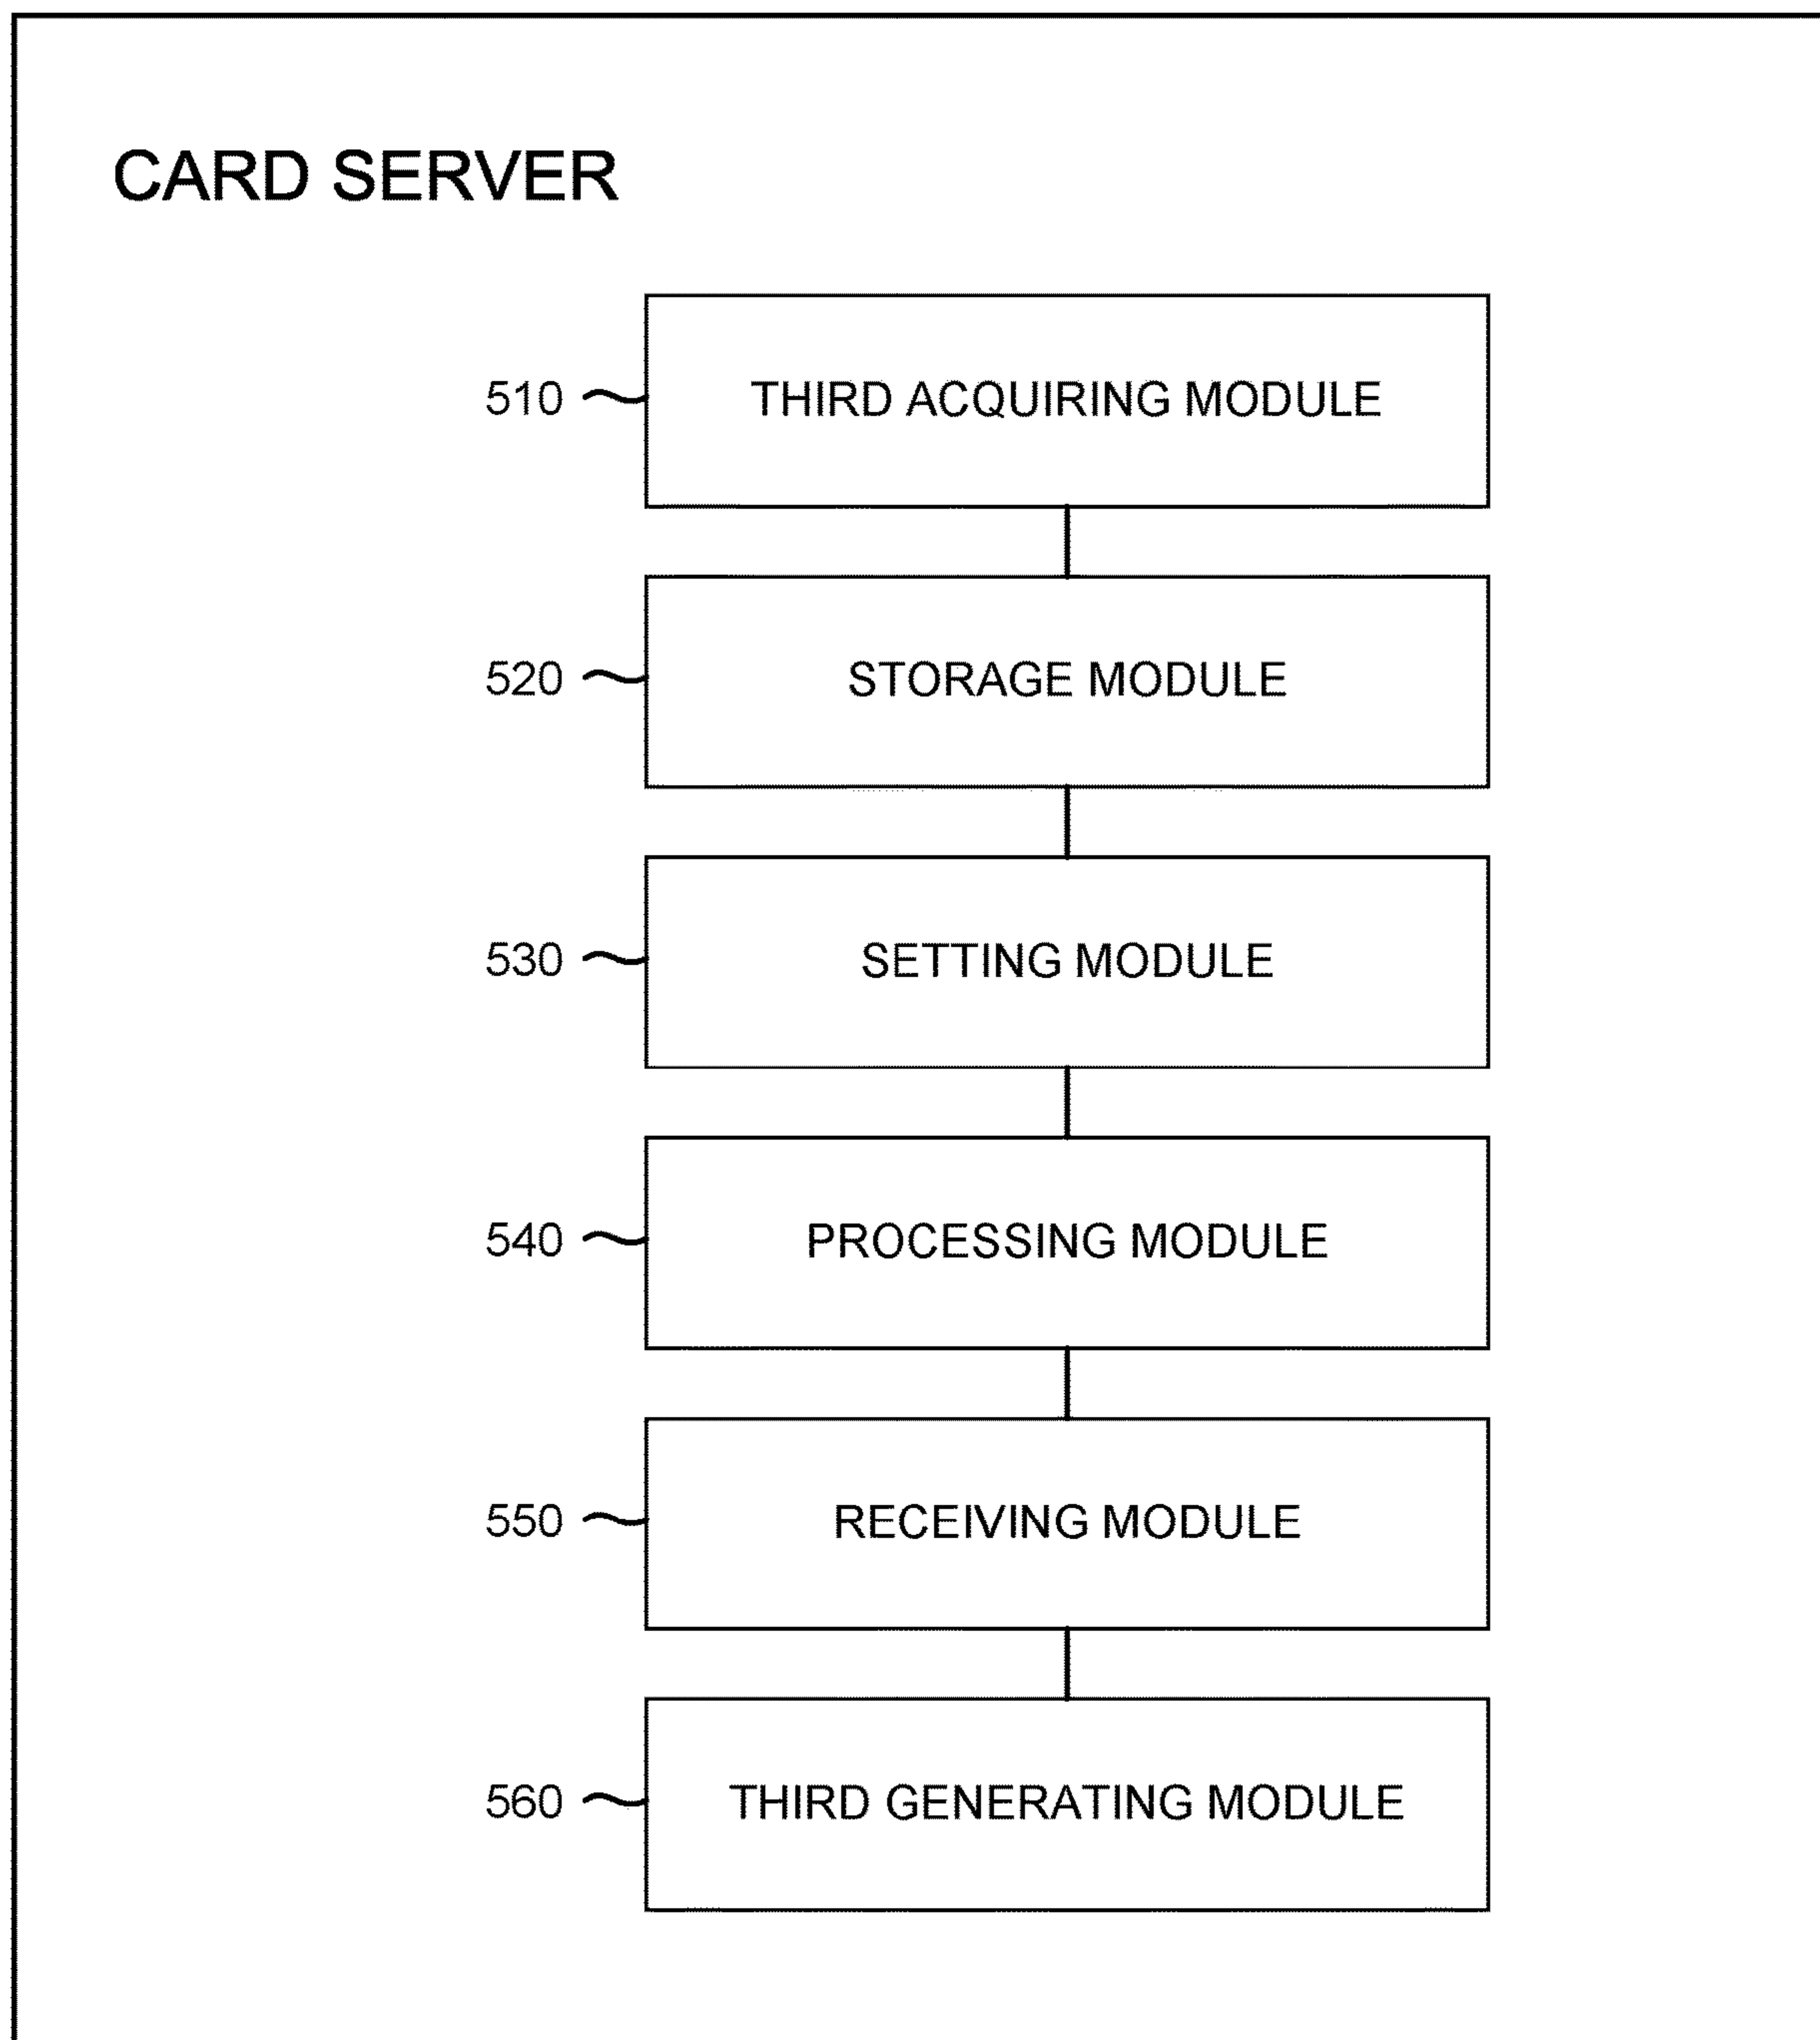 CARD SERVER
510 THIRD ACQUIRING MODULE
520 STORAGE MODULE
530 SETTING MODULE
540 PROCESSING MODULE
550 RECEIVING MODULE
560 THIRD GENERATING MODULE